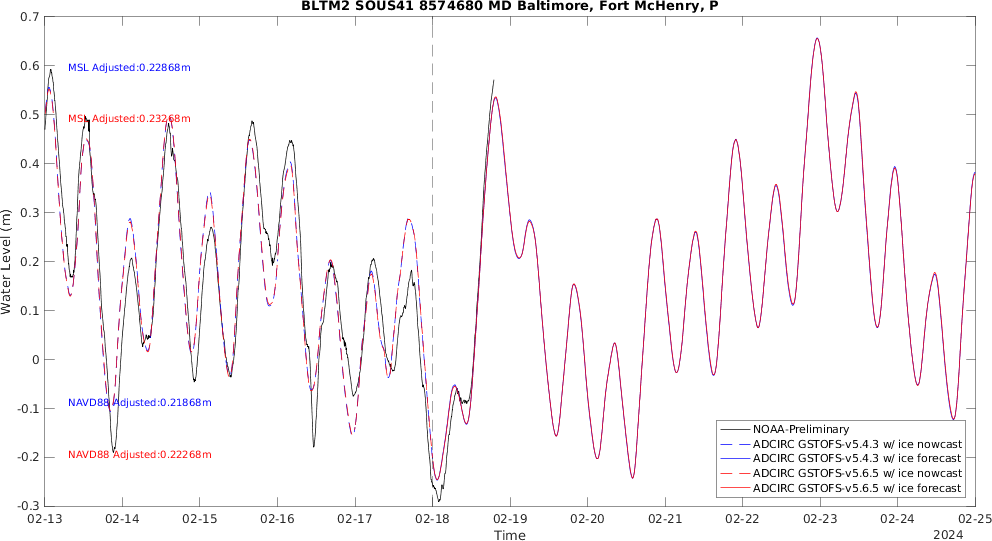 BLTM2 SOUS41 8574680 MD Baltimore, Fort McHenry, P
Water Level (m)
0.7
0.6
0.5
0.4
0.3
0.2
0.1
0
-0.1
-0.2
-0.3
MSL Adjusted:0.22868m
MSL Adjusted:0.23268m
NAVD88 Adjusted:0.21868m
NAVD88 Adjusted:0.22268m
NOAA-Preliminary
ADCIRC GSTOFS-v5.4.3 w/ ice nowcast
ADCIRC GSTOFS-v5.4.3 w/ ice forecast
ADCIRC GSTOFS-v5.6.5 w/ ice nowcast
ADCIRC GSTOFS-v5.6.5 w/ ice forecast
02-13 02-14 02-15 02-16 02-17 02-18 02-19 02-20 02-21 02-22 02-23 02-24 02-25
Time
2024